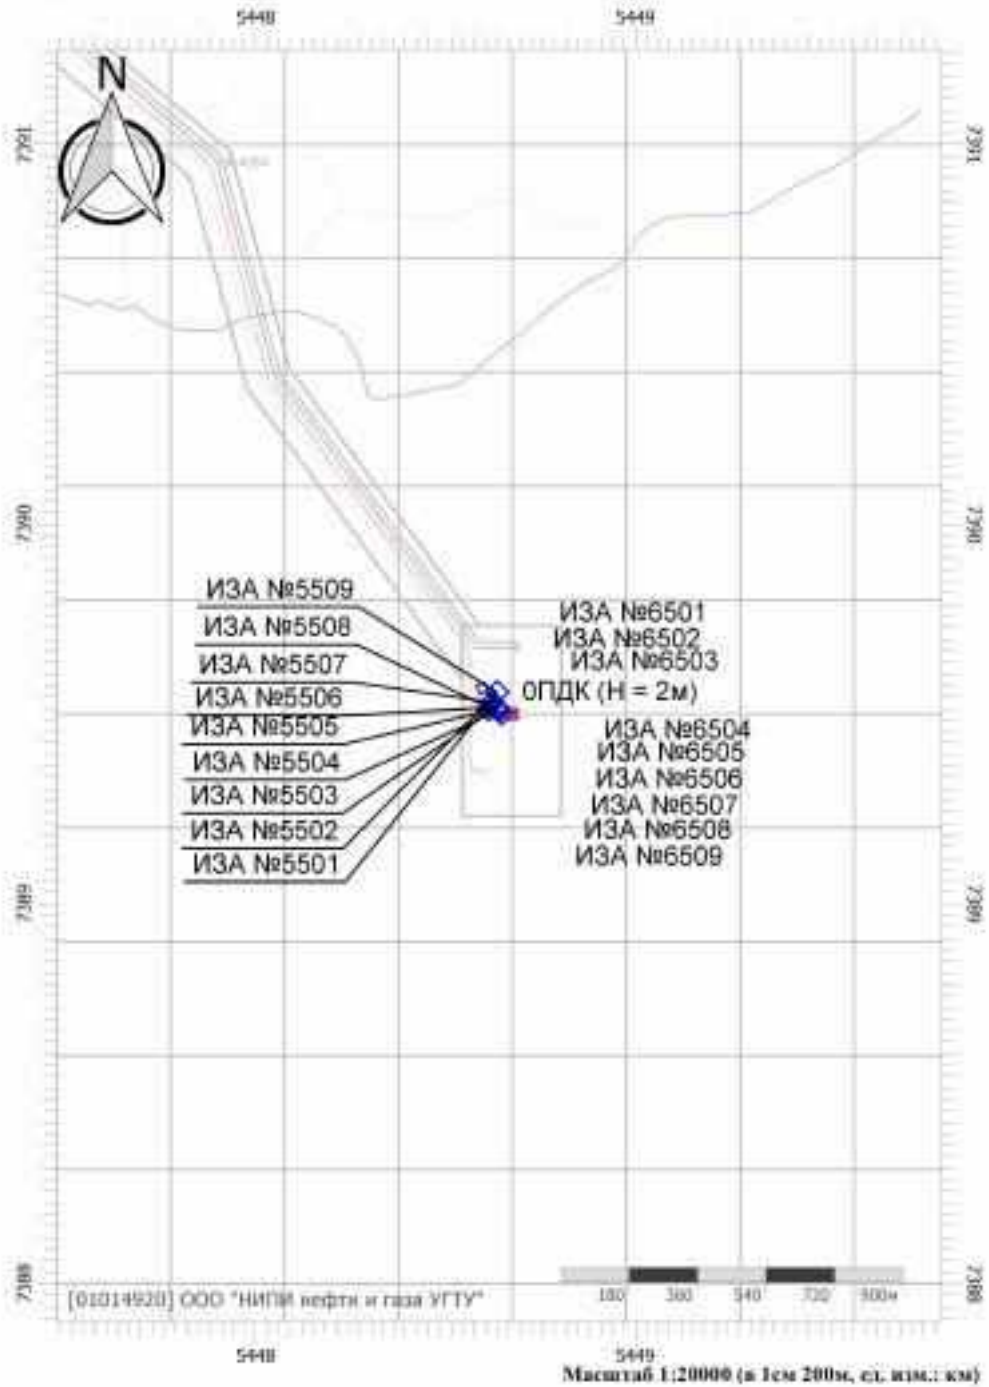 5448 5449
N
7391 7391
7390 7390
ИЗА №5509
ИЗА №5508
ИЗА №5507
ИЗА №5506
ИЗА №5505
ИЗА №5504
ИЗА №5503
ИЗА №5502
ИЗА №5501
ИЗА №6501
ИЗА №6502
ИЗА №6503
0ПДК (Н = 2м)
ИЗА №6504
ИЗА №6505
ИЗА №6506
ИЗА №6507
ИЗА №6508
ИЗА №6509
7389 7389
7388 7388
[01014920] ООО "НИПИ нефти и газа УГТУ"
180 360 540 720 900м
5448 5449
Масштаб 1:20000 (в 1см 200м, ед. изм.: км)